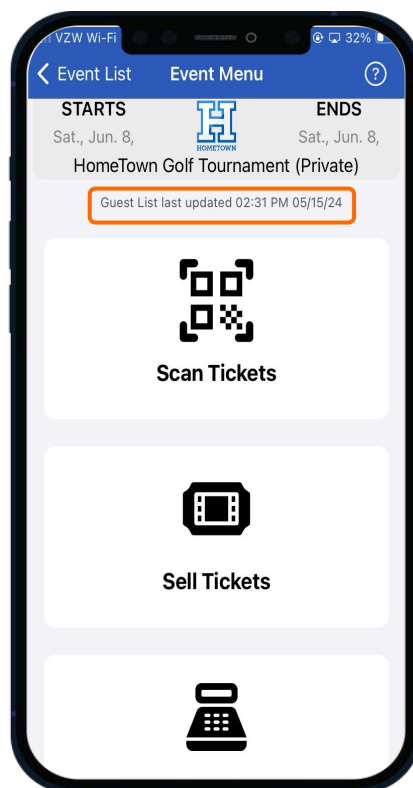 VZW Wi-Fi 32%
Event List Event Menu ?
STARTS ENDS
HOMETOWN
Sat., Jun. 8, Sat., Jun. 8,
HomeTown Golf Tournament (Private)
Guest List last updated 02:31 PM 05/15/24
Scan Tickets
Sell Tickets